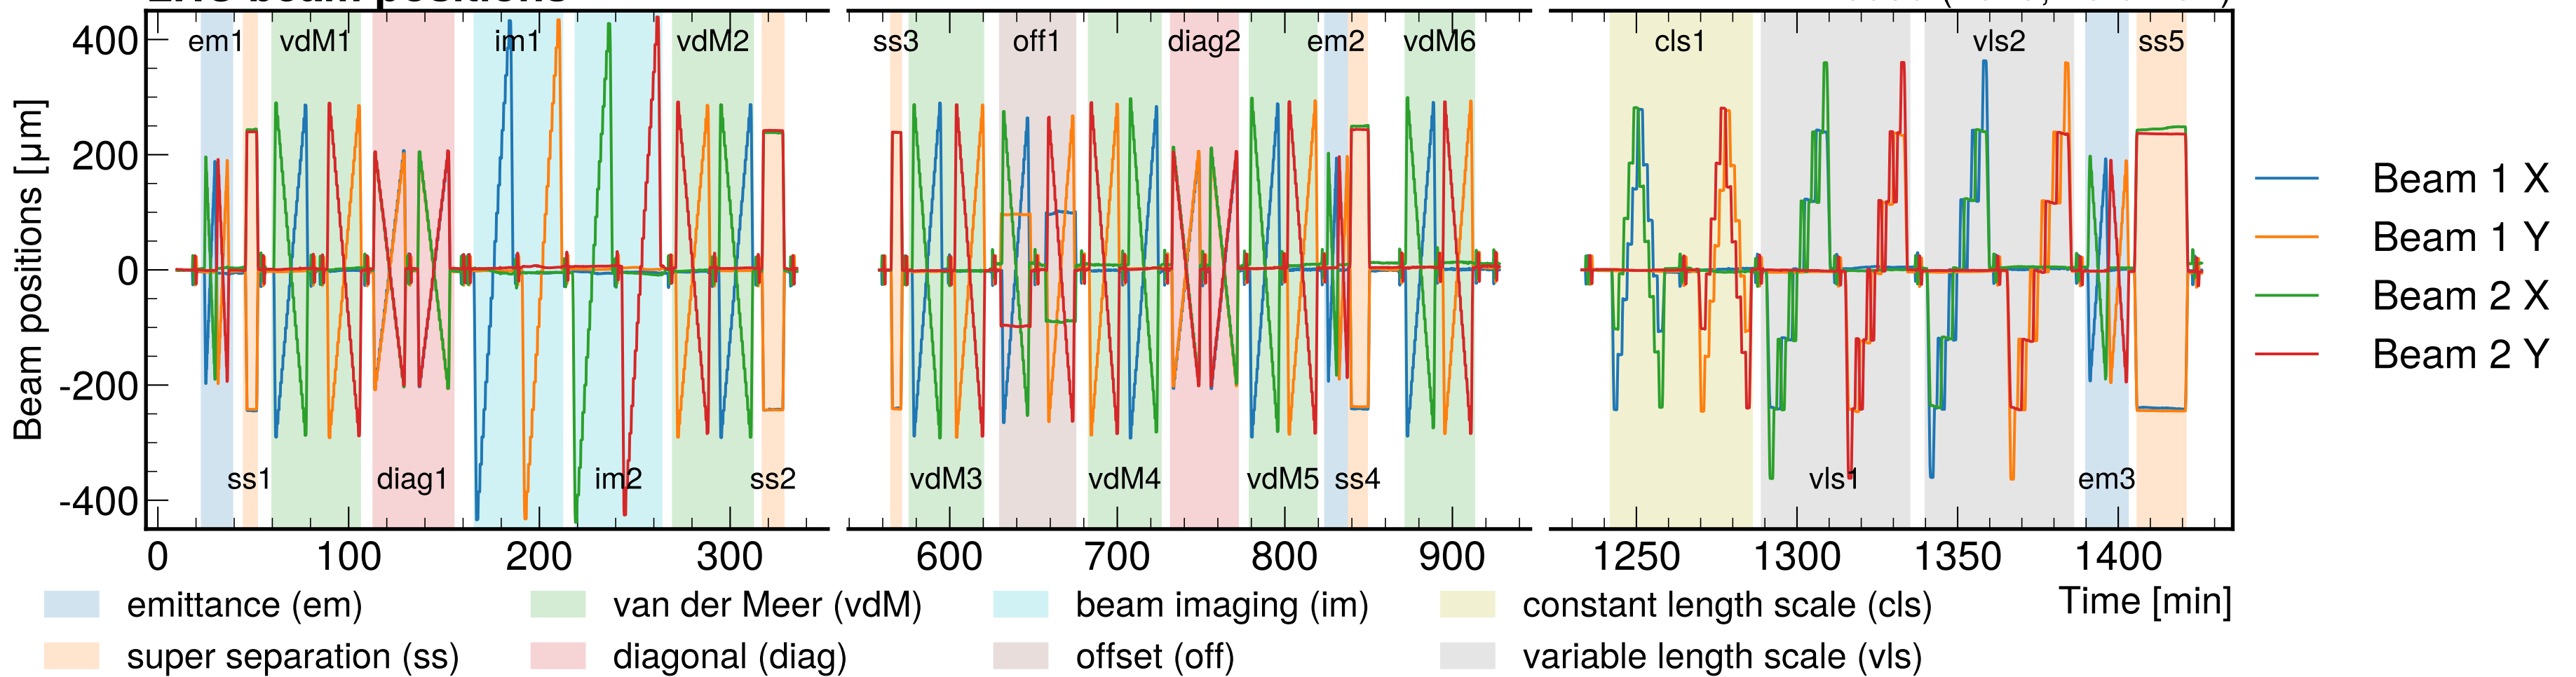 400
200
0
-200
-400
Beam positions [μm]
em1 vdM1 im1 vdM2 ss3 off1 diag2 em2 vdM6 cls1 vls2 ss5
ss1 diag1 im2 ss2 vdM3 vdM4 vdM5 ss4 vls1 em3
0 100 200 300 600 700 800 900 1250 1300 1350 1400
Time [min]
Beam 1 X
Beam 1 Y
Beam 2 X
Beam 2 Y
emittance (em) van der Meer (vdM) beam imaging (im) constant length scale (cls)
super separation (ss) diagonal (diag) offset (off) variable length scale (vls)